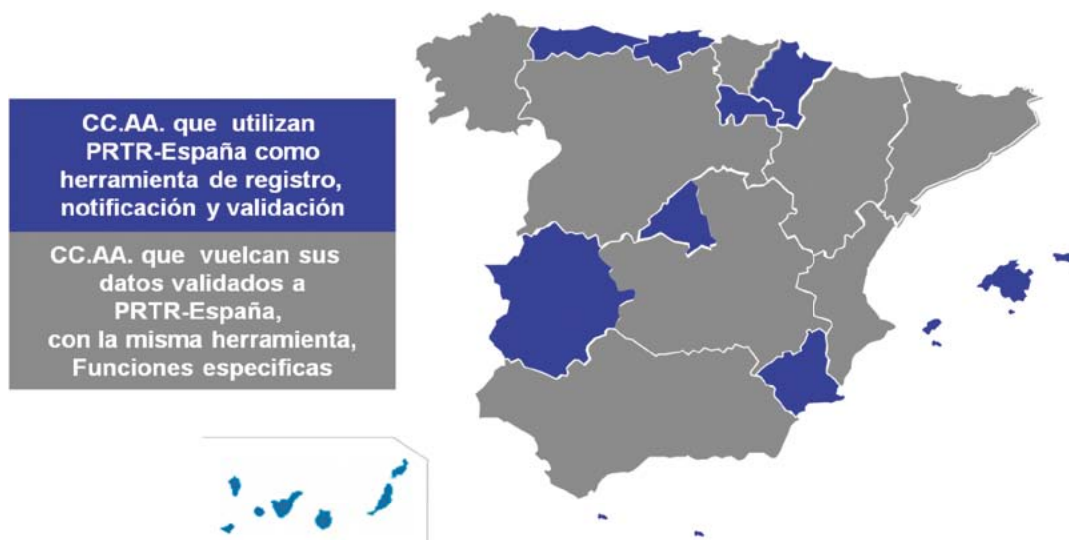 CC.AA. que utilizan
PRTR-España como
herramienta de registro,
notificación y validación
CC.AA. que vuelcan sus
datos validados a
PRTR-España,
con la misma herramienta,
Funciones especificas